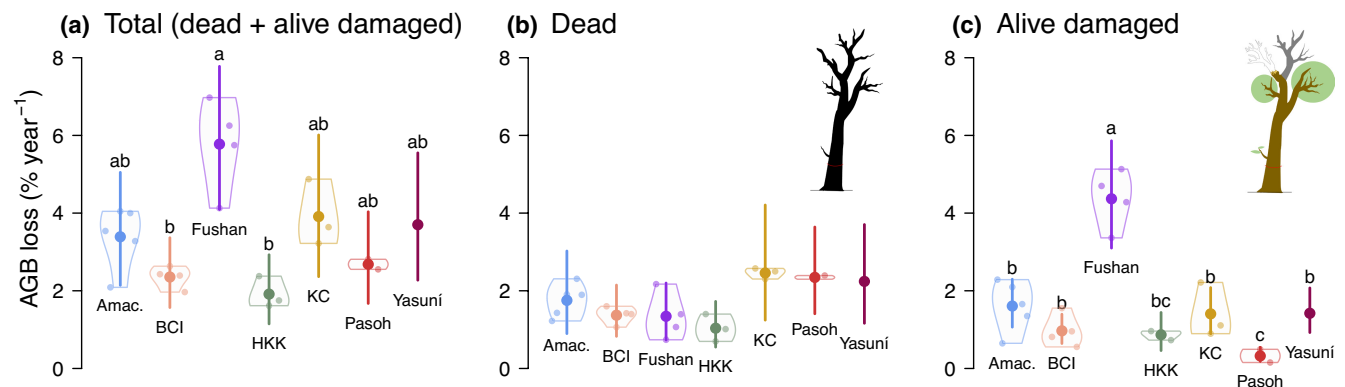 (a) Total (dead + alive damaged)
AGB loss (% year−1)
8
6
4
2
0
ab
b
a
b
ab
ab
ab
Amac.
BCI
Fushan
HKK
KC
Pasoh
Yasuní
(b) Dead
8
6
4
2
0
Amac.
BCI
Fushan
HKK
KC
Pasoh
Yasuní
(c) Alive damaged
8
6
4
2
0
b
b
a
bc
b
c
b
Amac.
BCI
Fushan
HKK
KC
Pasoh
Yasuní